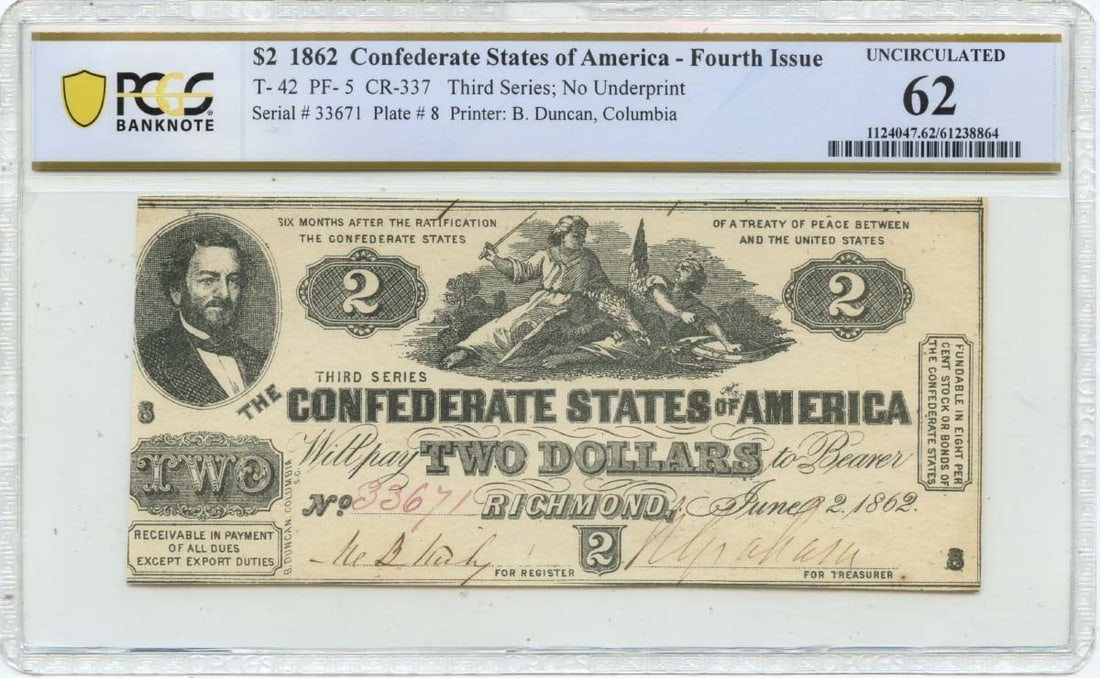 $2 1862 Confederate States of America - Fourth Issue
T- 42 PF- 5 CR-337 Third Series; No Underprint
Serial # 33671 Plate # 8 Printer: B. Duncan, Columbia
PCGS
BANKNOTE
UNCIRCULATED
62
1124047.62/61238864
SIX MONTHS AFTER THE RATIFICATION
THE CONFEDERATE STATES
OF A TREATY OF PEACE BETWEEN
AND THE UNITED STATES
2
2
THIRD SERIES
THE CONFEDERATE STATES OF AMERICA
8
Will pay TWO DOLLARS to Bearer
TWO
No 33671 RICHMOND, June 2. 1862.
B. DUNCAN. COLUMBIA S.C.
FUNDABLE IN EIGHT PER
CENT STOCK OR BONDS OF
THE CONFEDERATE STATES
RECEIVABLE IN PAYMENT
OF ALL DUES
EXCEPT EXPORT DUTIES
2
FOR REGISTER
FOR TREASURER
8